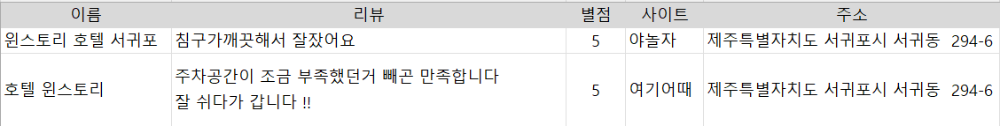 이름 리뷰 별점 사이트 주소
윈스토리 호텔 서귀포 침구가깨끗해서 잘잤어요 5 야놀자 제주특별자치도 서귀포시 서귀동 294-6
호텔 윈스토리 주차공간이 조금 부족했던거 빼곤 만족합니다
잘 쉬다가 갑니다 !! 5 여기어때 제주특별자치도 서귀포시 서귀동 294-6